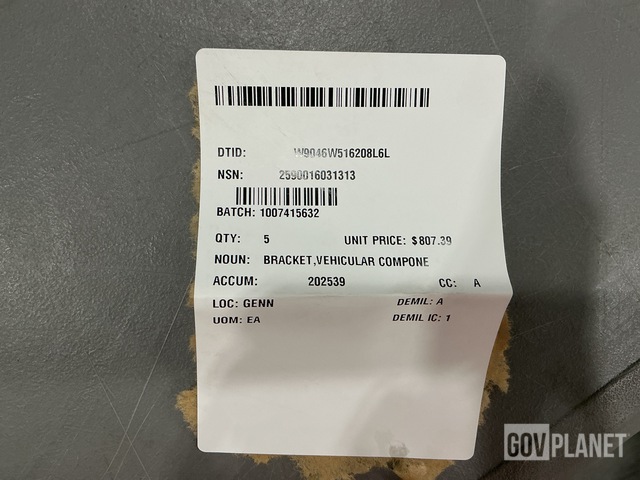 DTID: W9046W516208L6L
NSN: 2590016031313
BATCH: 1007415632
QTY: 5 UNIT PRICE: $807.39
NOUN: BRACKET,VEHICULAR COMPONE
ACCUM: 202539 CC: A
LOC: GENN DEMIL: A
UOM: EA DEMIL IC: 1
GOVPLANET